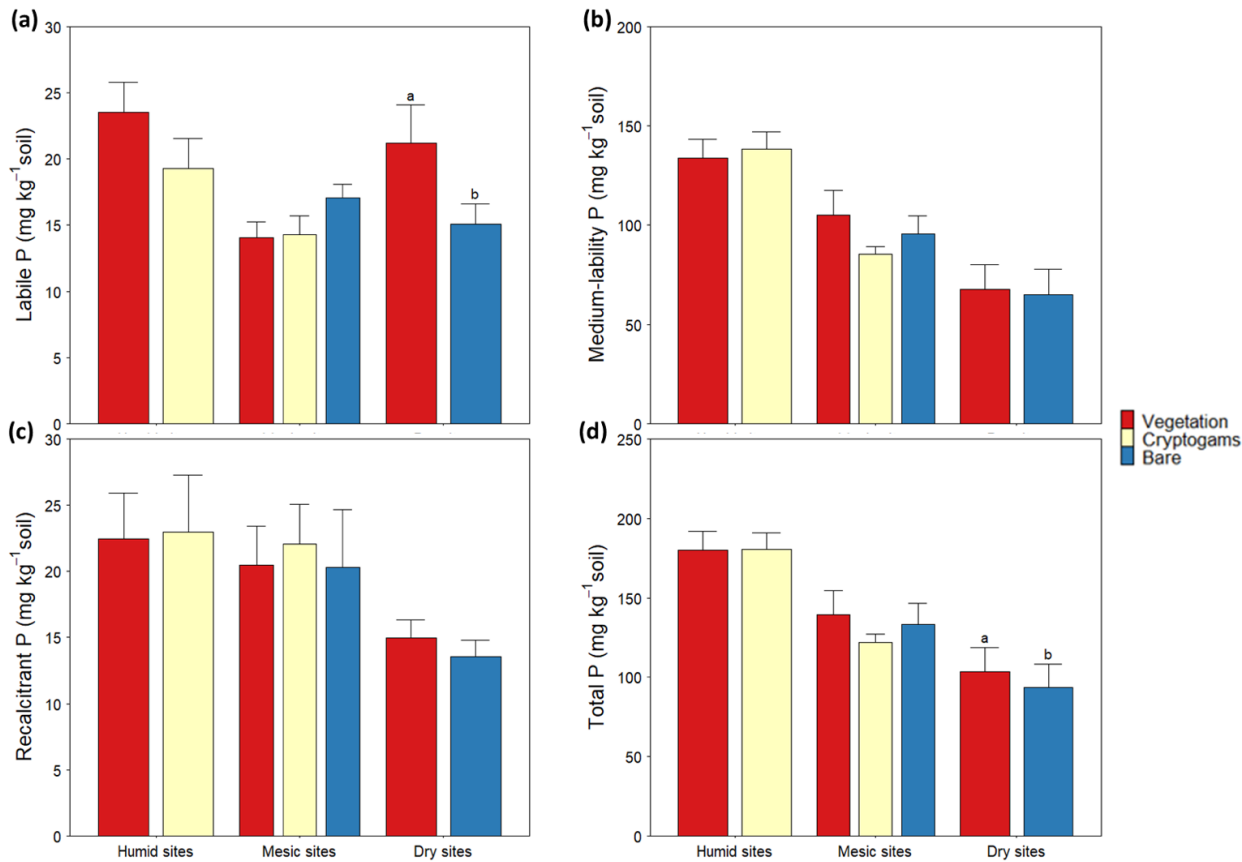 (a)
30
25
20
15
10
5
0
Labile P (mg kg⁻¹soil)
a
b
(b)
200
150
100
50
0
Medium-lability P (mg kg⁻¹soil)
(c)
30
25
20
15
10
5
0
Recalcitrant P (mg kg⁻¹soil)
Humid sites
Mesic sites
Dry sites
(d)
250
200
150
100
50
0
Total P (mg kg⁻¹soil)
a
b
Humid sites
Mesic sites
Dry sites
Vegetation
Cryptogams
Bare